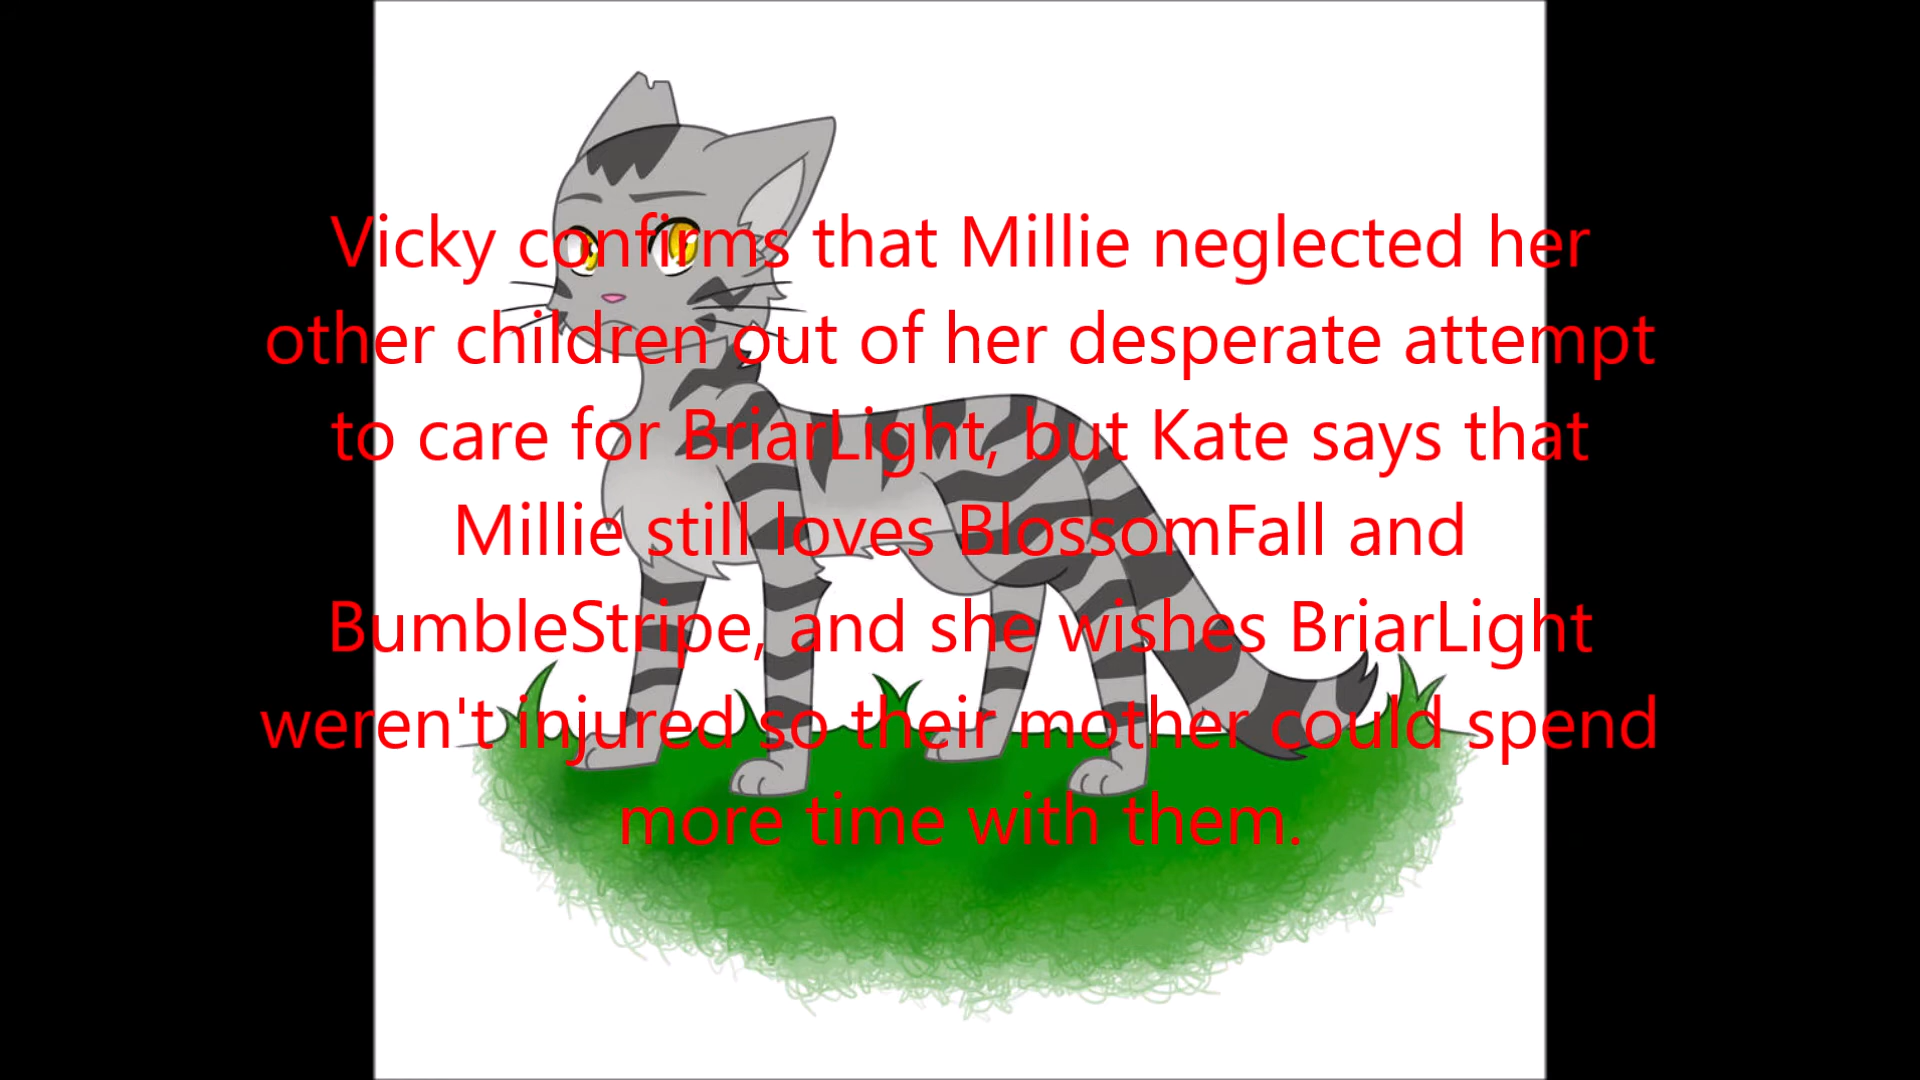 Vicky confirms that Millie neglected her
other children out of her desperate attempt
to care for BriarLight, but Kate says that
Millie still loves BlossomFall and
BumbleStripe, and she wishes BriarLight
weren't injured so their mother could spend
more time with them.